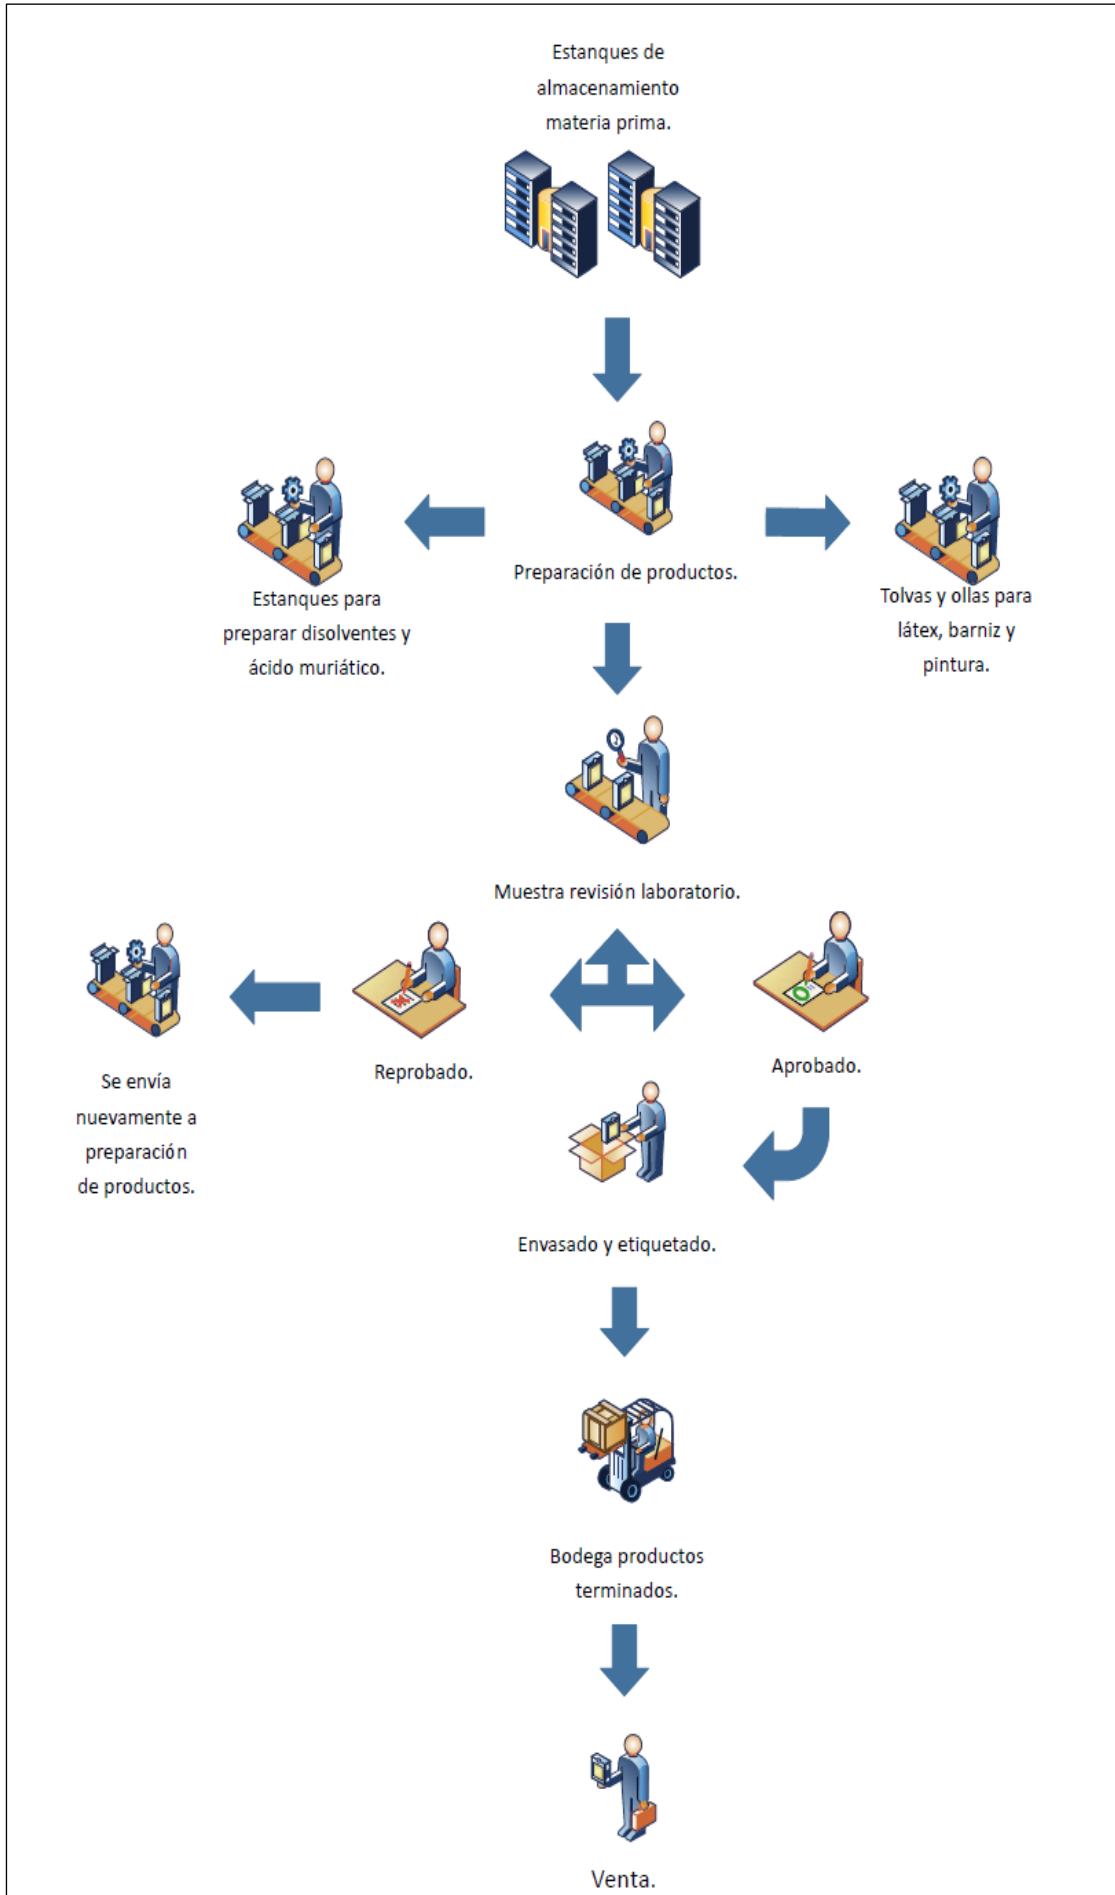 Estanques de
almacenamiento
materia prima.
Preparación de productos.
Estanques para
preparar disolventes y
ácido muriático.
Tolvas y ollas para
látex, barniz y
pintura.
Muestra revisión laboratorio.
Reprobado.
Aprobado.
Se envía
nuevamente a
preparación
de productos.
Envasado y etiquetado.
Bodega productos
terminados.
Venta.